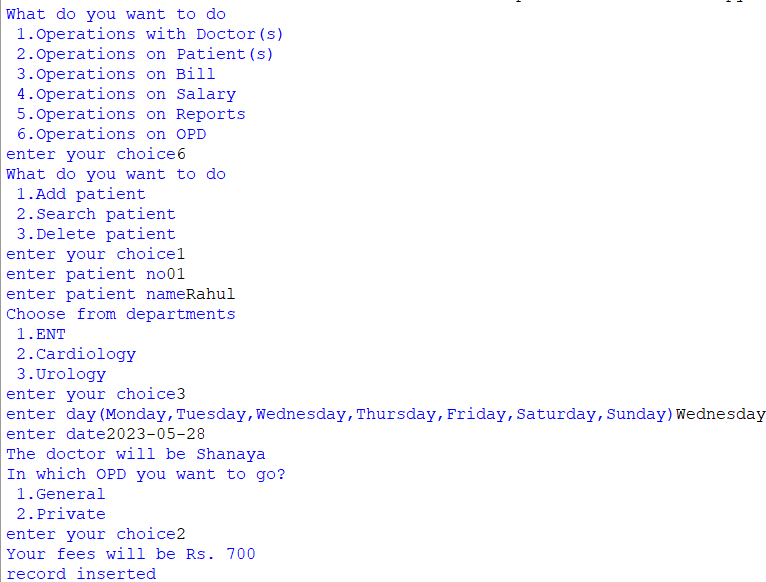 What do you want to do
1.Operations with Doctor(s)
2.Operations on Patient(s)
3.Operations on Bill
4.Operations on Salary
5.Operations on Reports
6.Operations on OPD
enter your choice6
What do you want to do
1.Add patient
2.Search patient
3.Delete patient
enter your choice1
enter patient no01
enter patient nameRahul
Choose from departments
1.ENT
2.Cardiology
3.Urology
enter your choice3
enter day(Monday,Tuesday,Wednesday,Thursday,Friday,Saturday,Sunday)Wednesday
enter date2023-05-28
The doctor will be Shanaya
In which OPD you want to go?
1.General
2.Private
enter your choice2
Your fees will be Rs. 700
record inserted